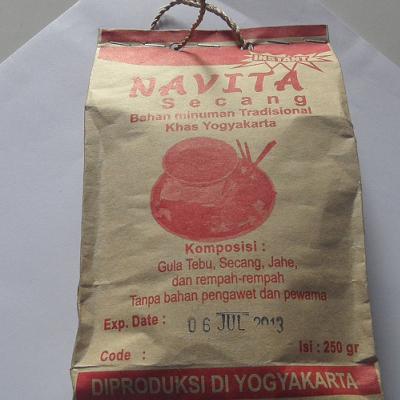 INSTANT
NAVITA
Secang
Bahan minuman Tradisional
Khas Yogyakarta
Komposisi :
Gula Tebu, Secang, Jahe,
dan rempah-rempah
Tanpa bahan pengawet dan pewarna
Exp. Date : 06 JUL 2013
Code : Isi : 250 gr
DIPRODUKSI DI YOGYAKARTA